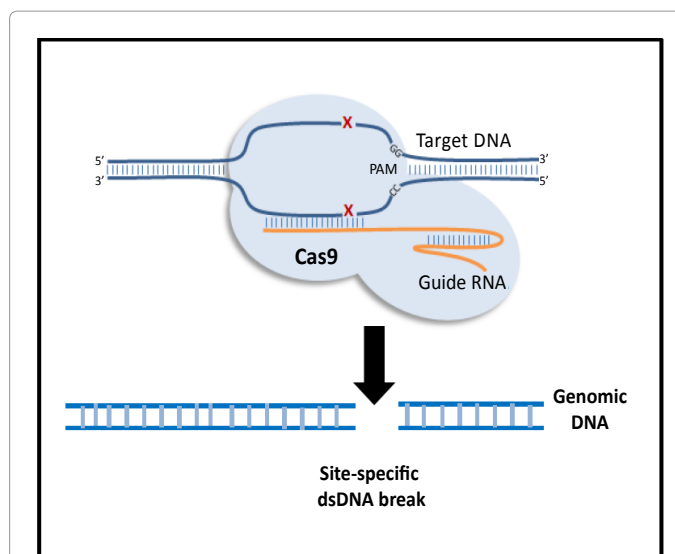 X
Target DNA
GG
5’
3’
PAM
3’
5’
CC
X
Cas9
Guide RNA
Genomic
DNA
Site-specific
dsDNA break